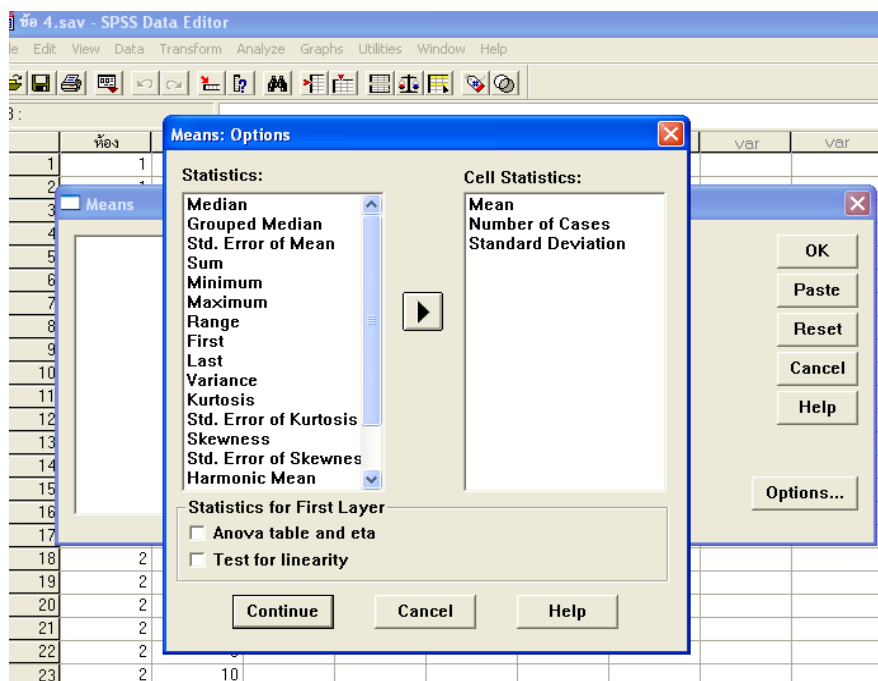 ข้อ 4.sav - SPSS Data Editor
le Edit View Data Transform Analyze Graphs Utilities Window Help
3 :
ห้อง var var
1 1
2 1
3
4
5
6
7
8
9
10
11
12
13
14
15
16
17
18 2
19 2
20 2
21 2
22 2
23 2 10
Means
OK
Paste
Reset
Cancel
Help
Options...
Means: Options
Statistics:
Median
Grouped Median
Std. Error of Mean
Sum
Minimum
Maximum
Range
First
Last
Variance
Kurtosis
Std. Error of Kurtosis
Skewness
Std. Error of Skewnes
Harmonic Mean
Cell Statistics:
Mean
Number of Cases
Standard Deviation
Statistics for First Layer
Anova table and eta
Test for linearity
Continue Cancel Help